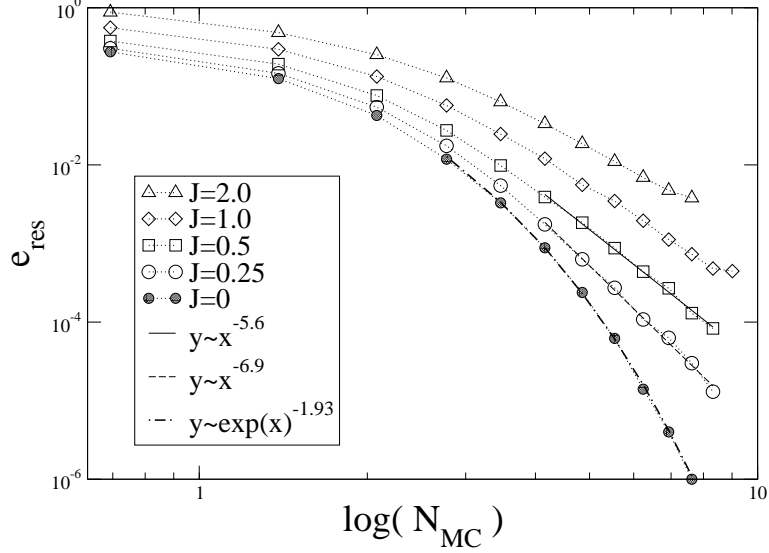 10^0
10^-2
10^-4
10^-6
e_res
J=2.0
J=1.0
J=0.5
J=0.25
J=0
y~x^-5.6
y~x^-6.9
y~exp(x)^-1.93
1
10
log( N_MC )